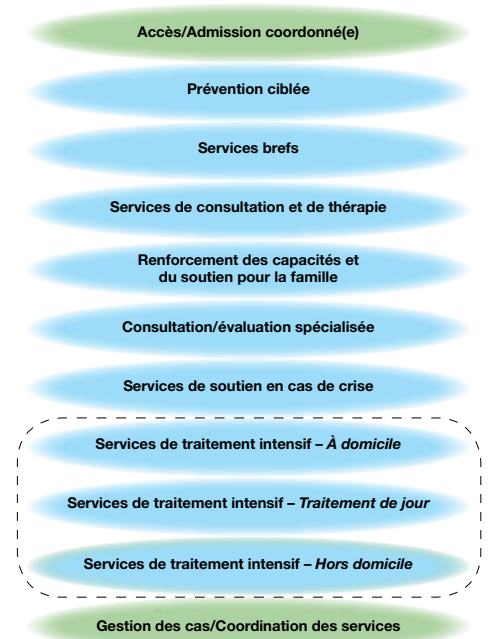 Accès/Admission coordonné(e)
Prévention ciblée
Services brefs
Services de consultation et de thérapie
Renforcement des capacités et
du soutien pour la famille
Consultation/évaluation spécialisée
Services de soutien en cas de crise
Services de traitement intensif – À domicile
Services de traitement intensif – Traitement de jour
Services de traitement intensif – Hors domicile
Gestion des cas/Coordination des services